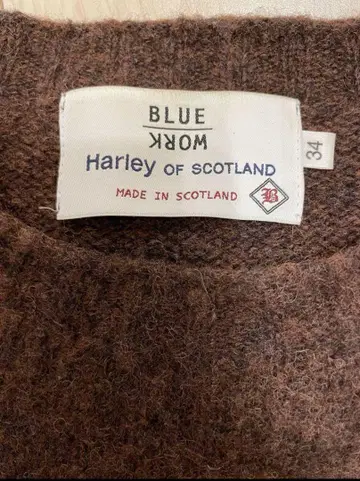 BLUE
WORK
Harley OF SCOTLAND
MADE IN SCOTLAND
B
34